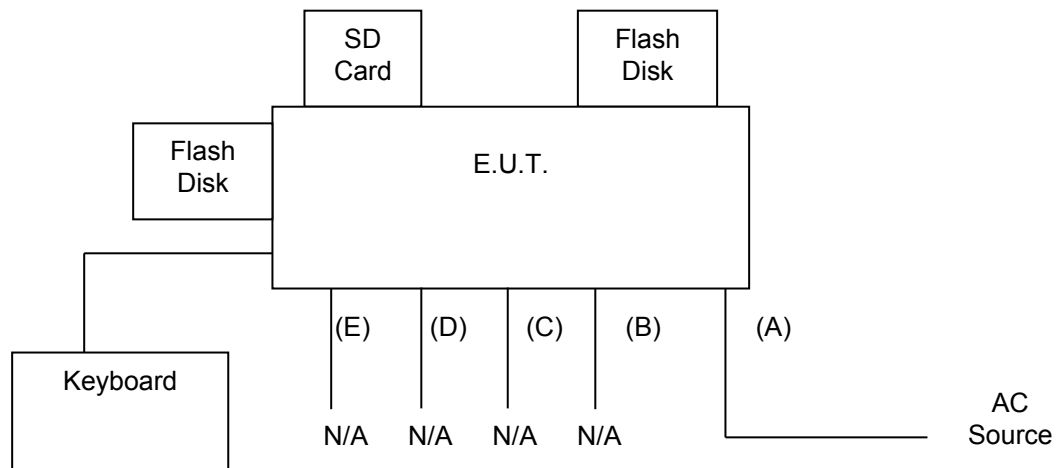 SD
Card
Flash
Disk
Flash
Disk
E.U.T.
(E)
(D)
(C)
(B)
(A)
Keyboard
N/A
N/A
N/A
N/A
AC
Source